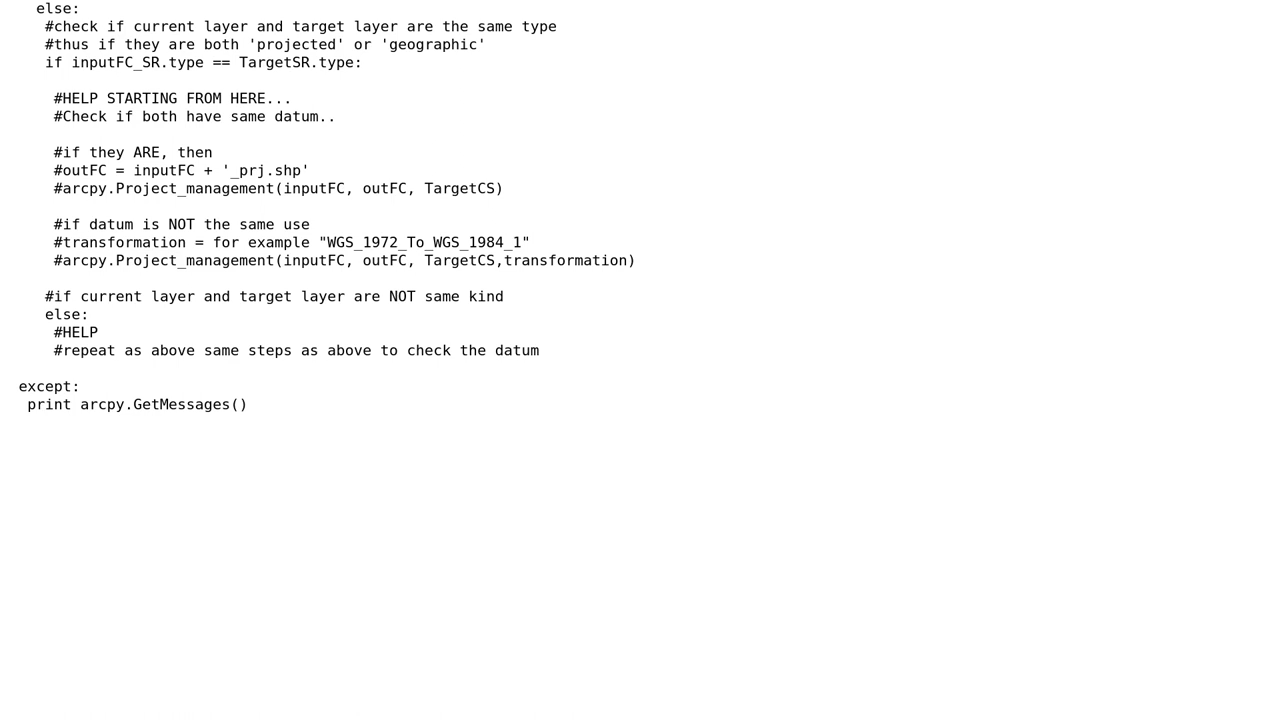 else:
#check if current layer and target layer are the same type
#thus if they are both 'projected' or 'geographic'
if inputFC_SR.type == TargetSR.type:
#HELP STARTING FROM HERE...
#Check if both have same datum..
#if they ARE, then
#outFC = inputFC + '_prj.shp'
#arcpy.Project_management(inputFC, outFC, TargetCS)
#if datum is NOT the same use
#transformation = for example "WGS_1972_To_WGS_1984_1"
#arcpy.Project_management(inputFC, outFC, TargetCS,transformation)
#if current layer and target layer are NOT same kind
else:
#HELP
#repeat as above same steps as above to check the datum
except:
print arcpy.GetMessages()